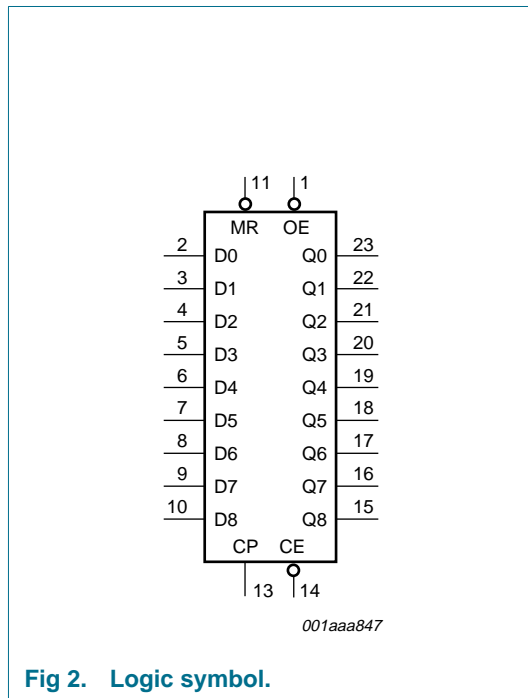 11 1
MR OE
2 D0 Q0 23
3 D1 Q1 22
4 D2 Q2 21
5 D3 Q3 20
6 D4 Q4 19
7 D5 Q5 18
8 D6 Q6 17
9 D7 Q7 16
10 D8 Q8 15
CP CE
13 14
001aaa847
Fig 2. Logic symbol.